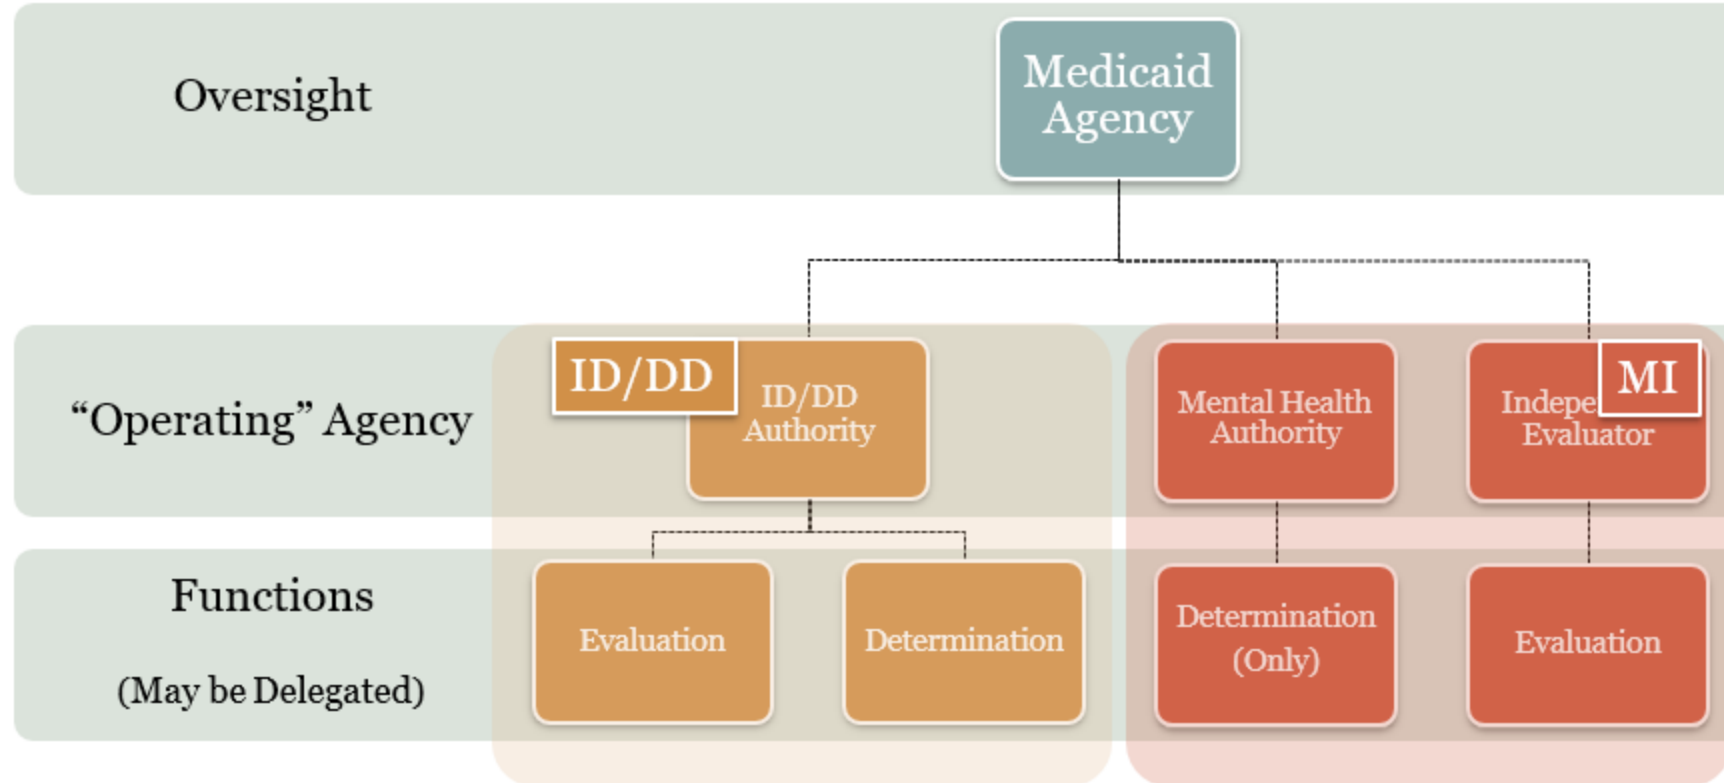 Oversight
Medicaid
Agency
“Operating” Agency
ID/DD
ID/DD
Authority
Mental Health
Authority
MI
Evaluator
Functions
(May be Delegated)
Evaluation
Determination
Determination
(Only)
Evaluation